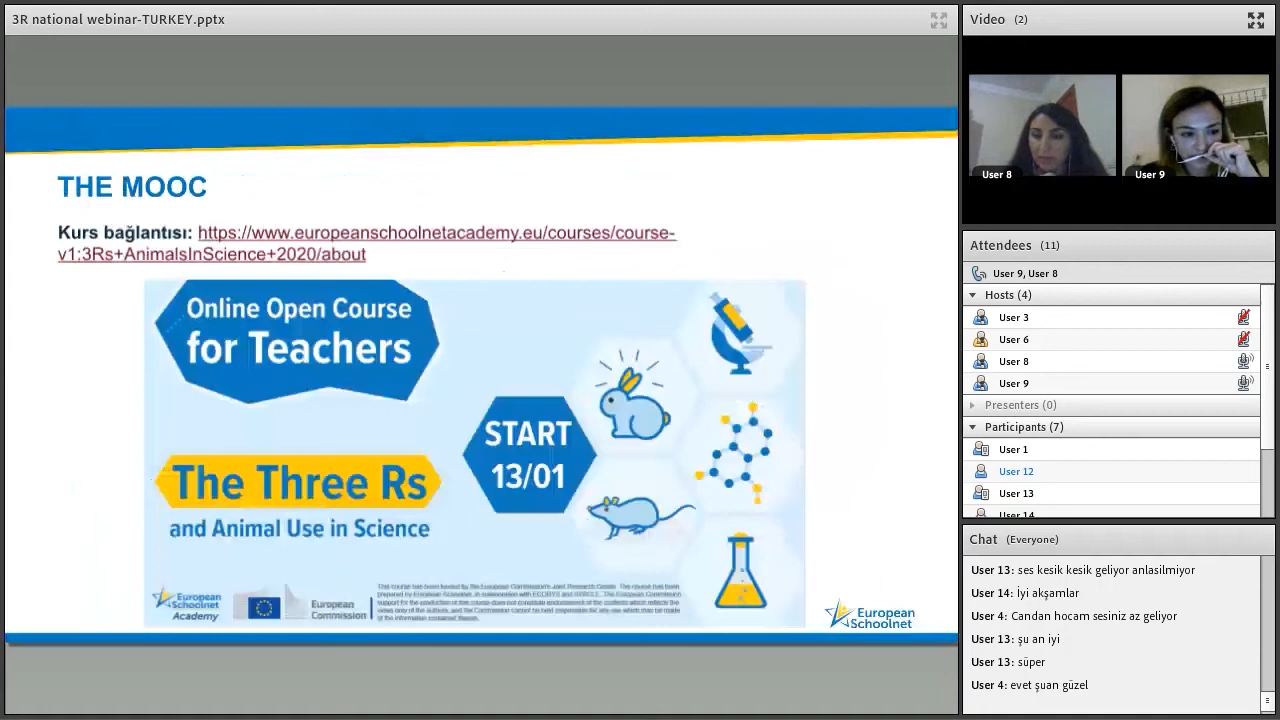 3R national webinar-TURKEY.pptx
THE MOOC
Kurs bağlantısı: https://www.europeanschoolnetacademy.eu/courses/course-
v1:3Rs+AnimalsInScience+2020/about
Online Open Course
for Teachers
START
13/01
The Three Rs
and Animal Use in Science
European
Schoolnet
Academy
European
Commission
European
Schoolnet
Video (2)
User 8
User 9
Attendees (11)
User 9, User 8
Hosts (4)
User 3
User 6
User 8
User 9
Presenters (0)
Participants (7)
User 1
User 12
User 13
User 14
Chat (Everyone)
User 13: ses kesik kesik geliyor anlasilmiyor
User 14: iyi akşamlar
User 4: Candan hocam sesiniz az geliyor
User 13: şu an iyi
User 13: süper
User 4: evet şuan güzel